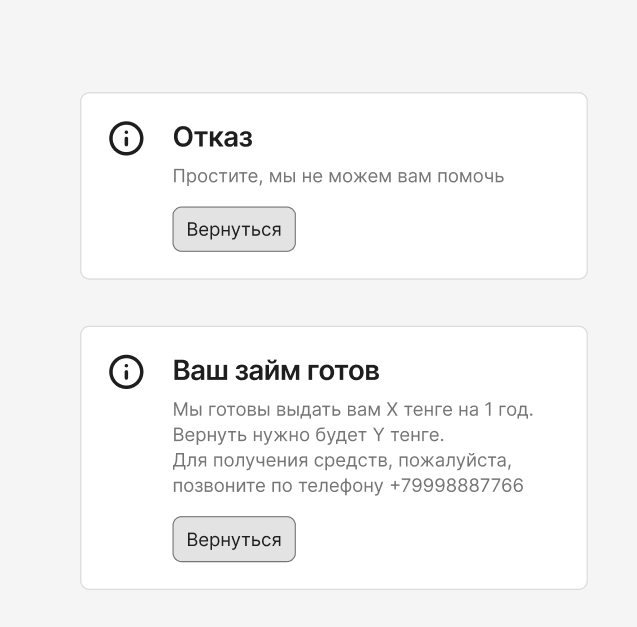 Отказ
Простите, мы не можем вам помочь
Вернуться
Ваш займ готов
Мы готовы выдать вам X тенге на 1 год.
Вернуть нужно будет Y тенге.
Для получения средств, пожалуйста,
позвоните по телефону +79998887766
Вернуться